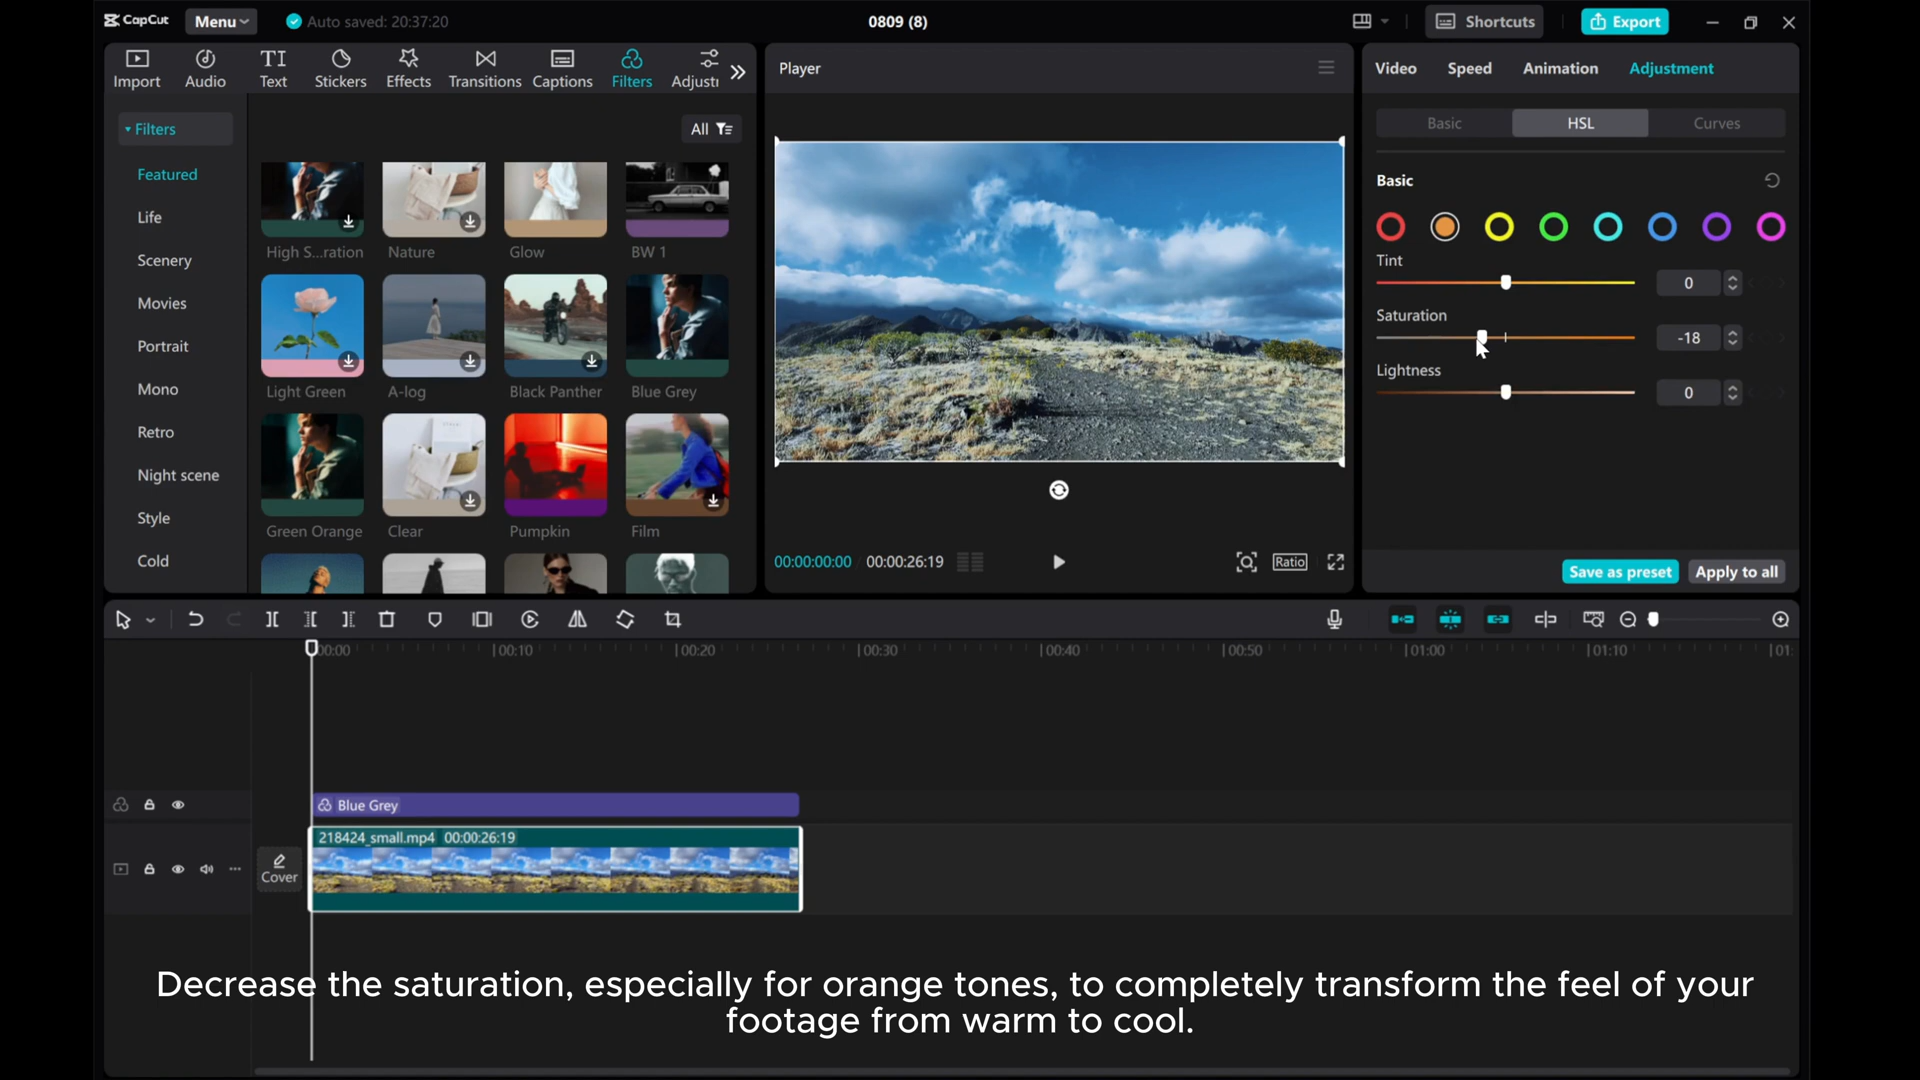 CapCut
Menu
Auto saved: 20:37:20
0809 (8)
Shortcuts
Export
Import
Audio
Text
Stickers
Effects
Transitions
Captions
Filters
Adjust
Player
Video
Speed
Animation
Adjustment
Filters
All
Basic
HSL
Curves
Featured
Life
Scenery
Movies
Portrait
Mono
Retro
Night scene
Style
Cold
High S...ration
Nature
Glow
BW 1
Light Green
A-log
Black Panther
Blue Grey
Green Orange
Clear
Pumpkin
Film
Basic
Tint
0
Saturation
-18
Lightness
0
00:00:00:00
00:00:26:19
Ratio
Save as preset
Apply to all
00:00
00:10
00:20
00:30
00:40
00:50
01:00
01:10
01:
Blue Grey
218424_small.mp4 00:00:26:19
Cover
Decrease the saturation, especially for orange tones, to completely transform the feel of your
footage from warm to cool.